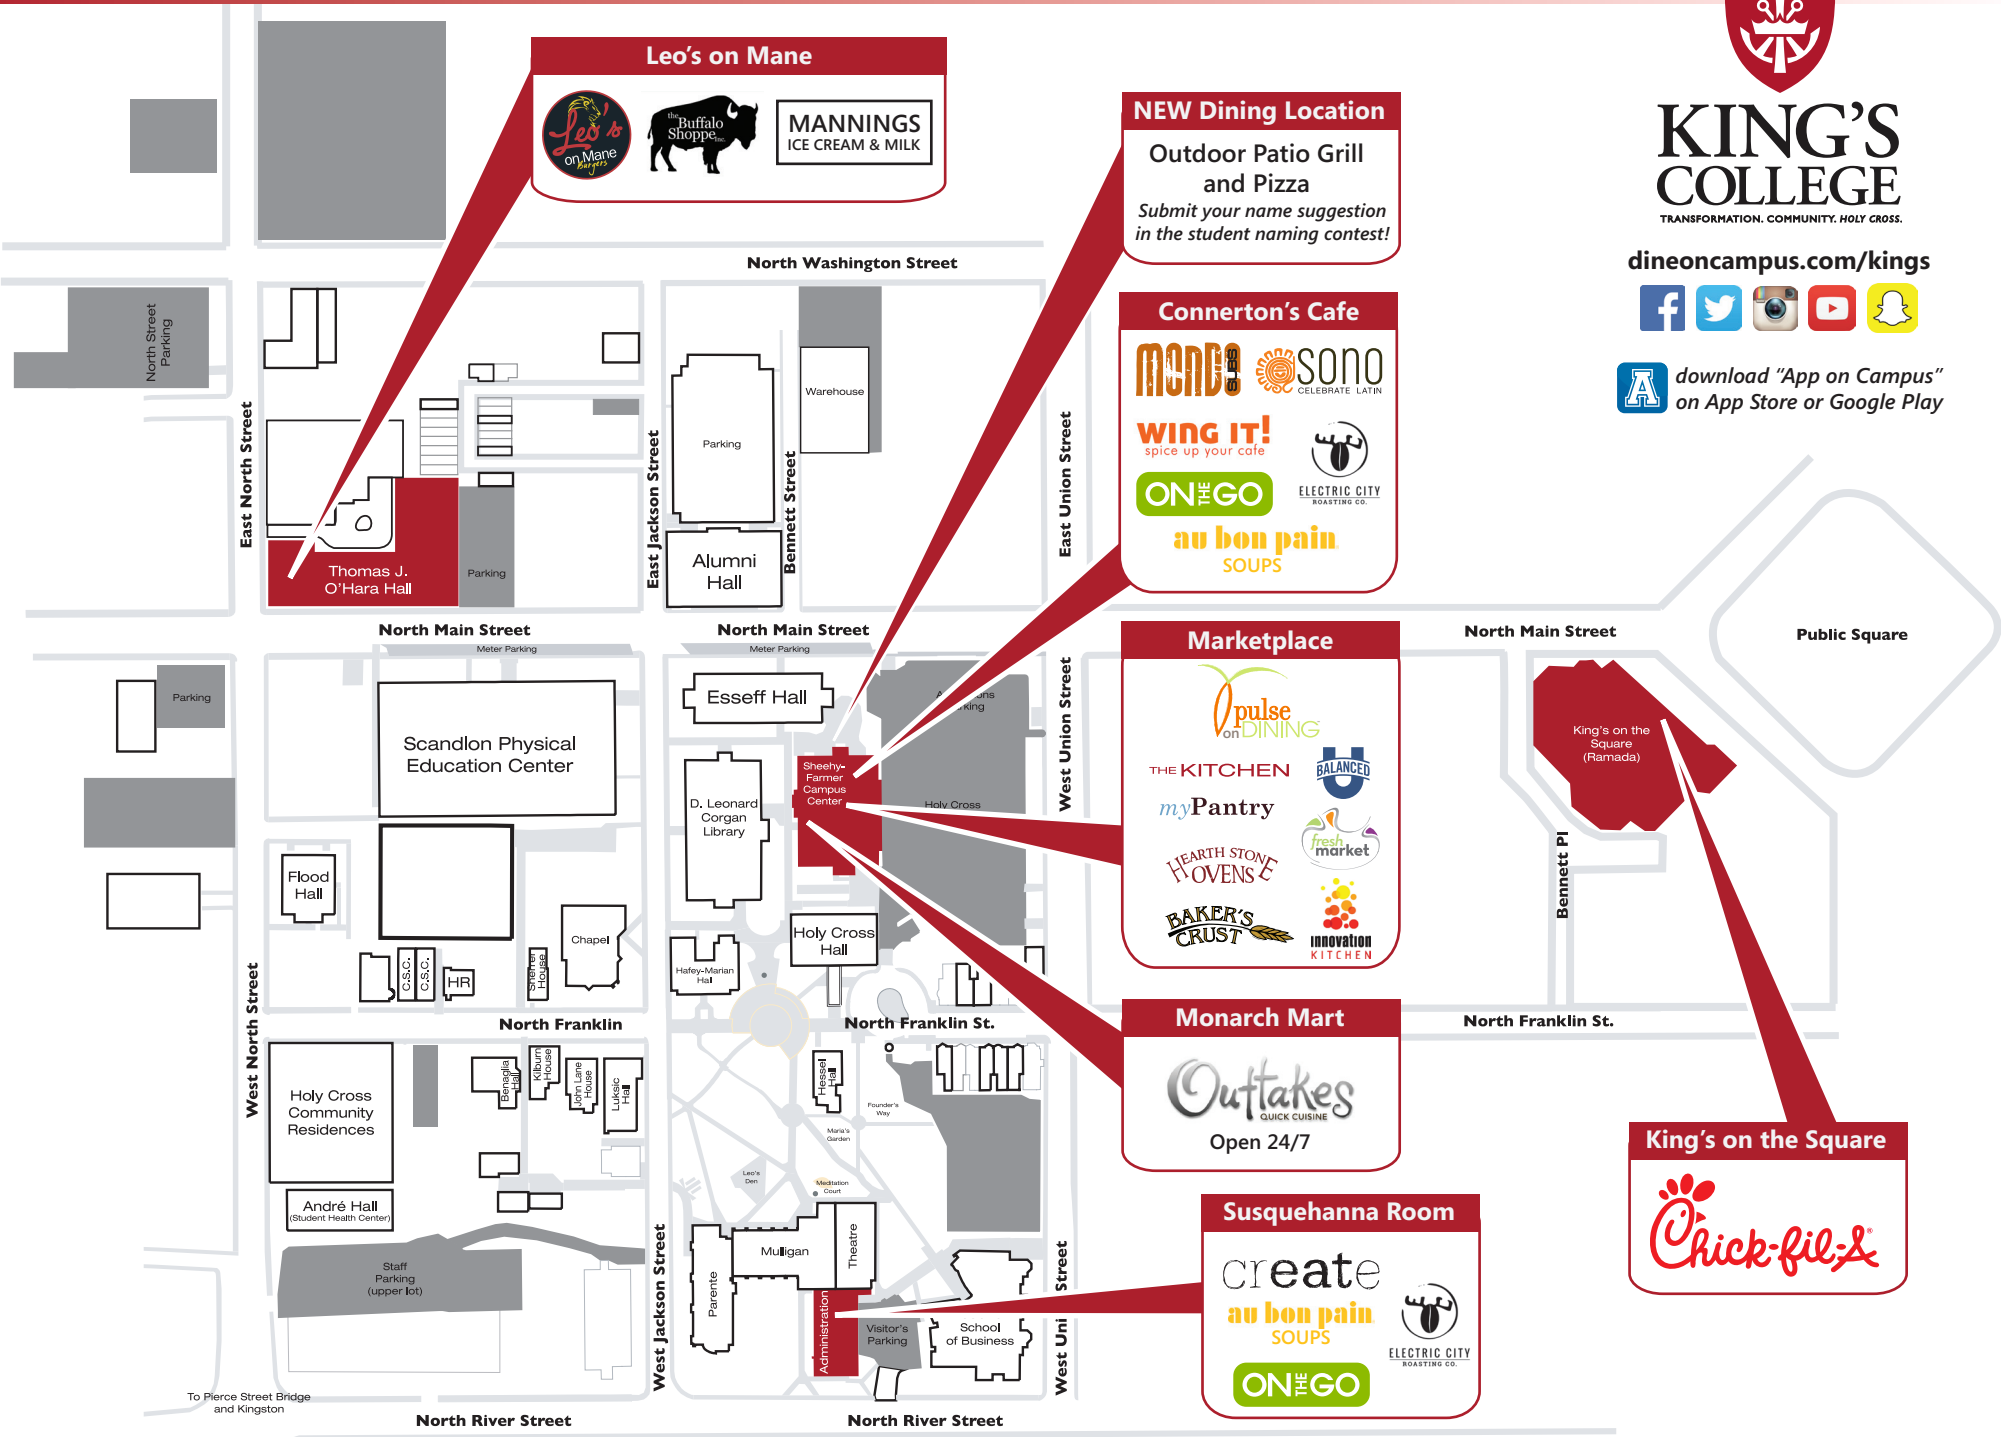 Leo's on Mane
Leo's
on Mane
Burgers
the
Buffalo
Shoppe Inc.
MANNINGS
ICE CREAM & MILK
NEW Dining Location
Outdoor Patio Grill
and Pizza
Submit your name suggestion
in the student naming contest!
KING'S
COLLEGE
TRANSFORMATION. COMMUNITY. HOLY CROSS.
dineoncampus.com/kings
A
download "App on Campus"
on App Store or Google Play
Connerton's Cafe
MONDO
SUBS
SONO
CELEBRATE LATIN
WING IT!
spice up your cafe
ELECTRIC CITY
ROASTING CO.
ON THE GO
au bon pain
SOUPS
Marketplace
pulse
on DINING
THE KITCHEN
BALANCED
U
myPantry
fresh
market
HEARTH STONE
OVENS
BAKER'S
CRUST
INNOVATION
KITCHEN
Monarch Mart
Outtakes
QUICK CUISINE
Open 24/7
Susquehanna Room
create
au bon pain
SOUPS
ELECTRIC CITY
ROASTING CO.
ON THE GO
King's on the Square
Chick-fil-A
North Washington Street
North Street
Parking
East North Street
Warehouse
Parking
East Jackson Street
Bennett Street
East Union Street
Alumni
Hall
Thomas J.
O'Hara Hall
Parking
North Main Street
North Main Street
North Main Street
Public Square
Meter Parking
Meter Parking
Parking
Scandlon Physical
Education Center
Esseff Hall
West Union Street
King's on the
Square
(Ramada)
Sheehy-
Farmer
Campus
Center
D. Leonard
Corgan
Library
Holy Cross
Bennett Pl
Flood
Hall
Chapel
Holy Cross
Hall
Hafey-Marian
Hall
C.S.C.
C.S.C.
HR
Sherrer
House
West North Street
North Franklin
North Franklin St.
North Franklin St.
Holy Cross
Community
Residences
Benaglia
Hall
Kilburn
House
John Lane
House
Luksic
Hall
Hessel
Hall
Founder's
Way
Maria's
Garden
Leo's
Den
Meditation
Court
André Hall
(Student Health Center)
Staff
Parking
(upper lot)
West Jackson Street
Parente
Mulligan
Theatre
Administration
Visitor's
Parking
School
of Business
West Uni Street
To Pierce Street Bridge
and Kingston
North River Street
North River Street